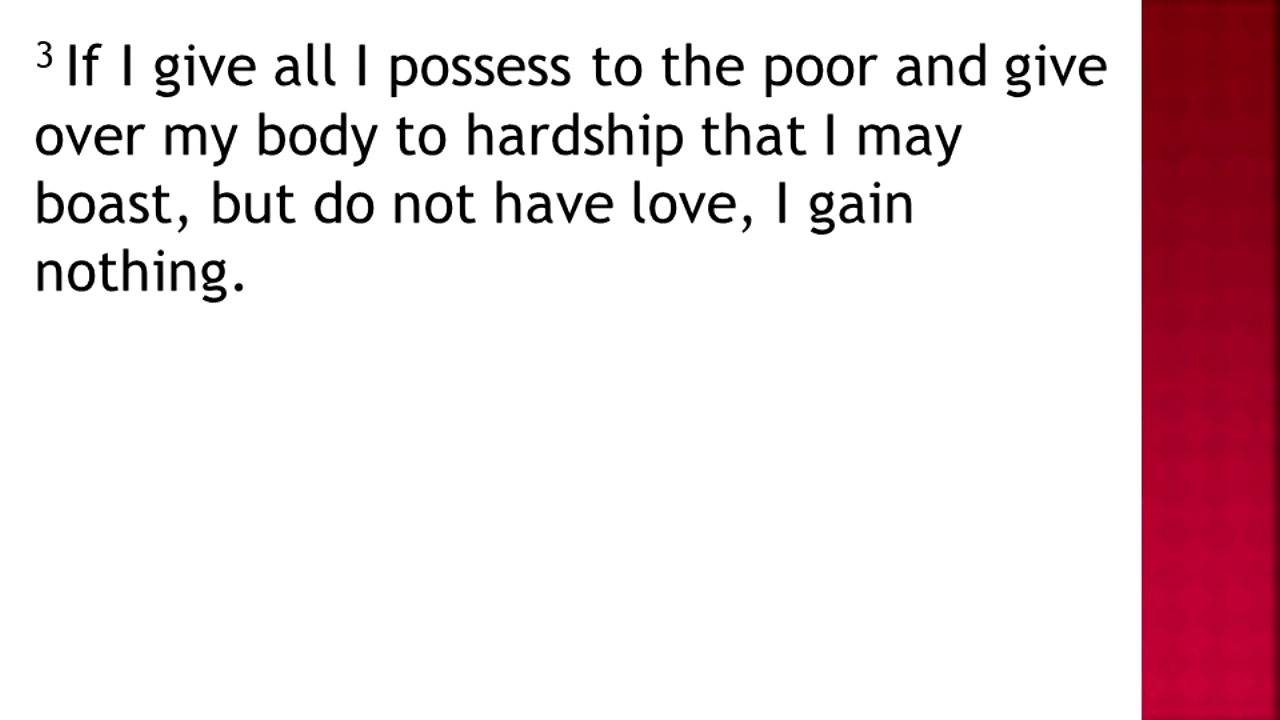 3 If I give all I possess to the poor and give
over my body to hardship that I may
boast, but do not have love, I gain
nothing.